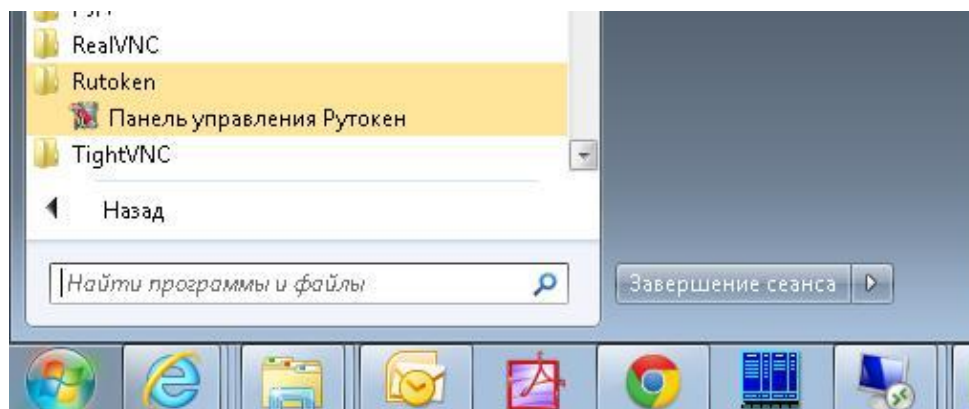 RealVNC
Rutoken
Панель управления Рутокен
TightVNC
Назад
Найти программы и файлы
Завершение сеанса